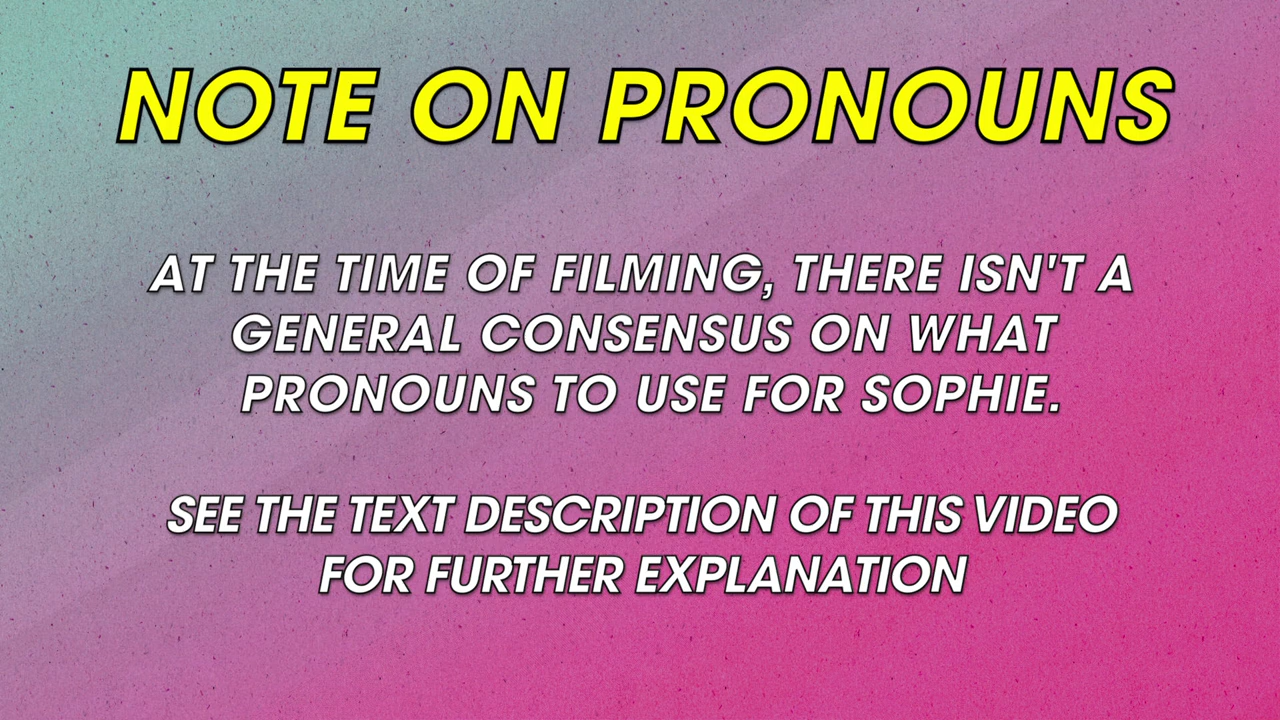 NOTE ON PRONOUNS
AT THE TIME OF FILMING, THERE ISN'T A
GENERAL CONSENSUS ON WHAT
PRONOUNS TO USE FOR SOPHIE.
SEE THE TEXT DESCRIPTION OF THIS VIDEO
FOR FURTHER EXPLANATION